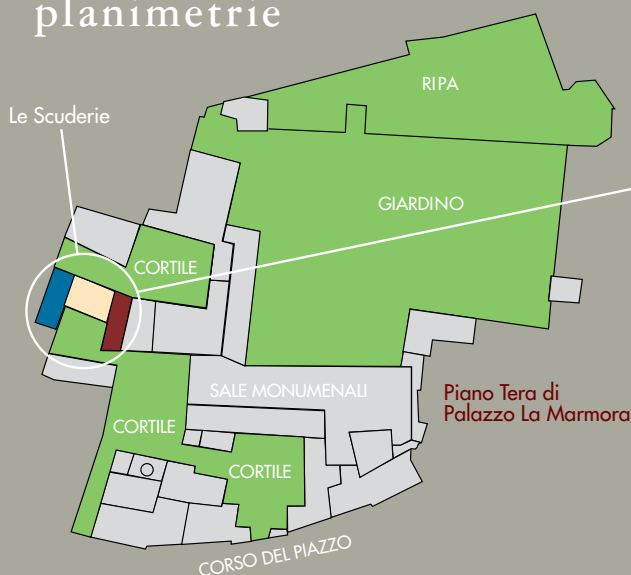 planimetrie
RIPA
Le Scuderie
GIARDINO
CORTILE
SALE MONUMENALI
Piano Tera di
Palazzo La Marmora
CORTILE
CORTILE
CORSO DEL PIAZZO